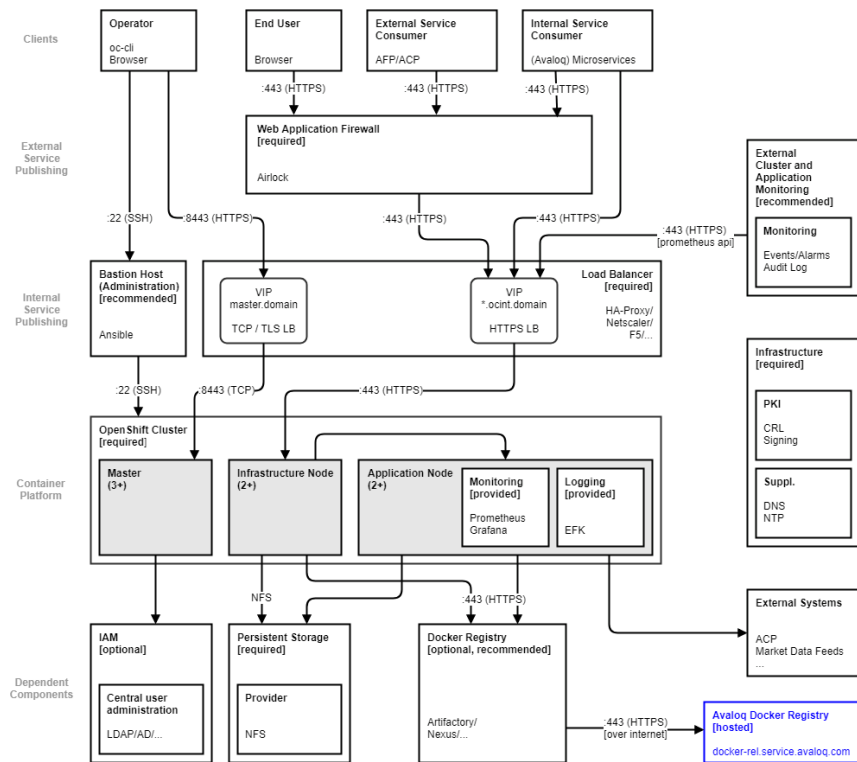 Clients
Operator
oc-cli
Browser
End User
Browser
External Service
Consumer
AFP/ACP
Internal Service
Consumer
(Avaloq) Microservices
:443 (HTTPS)
:443 (HTTPS)
:443 (HTTPS)
External
Service
Publishing
Web Application Firewall
[required]
Airlock
External
Cluster and
Application
Monitoring
[recommended]
Monitoring
Events/Alarms
Audit Log
:22 (SSH)
:8443 (HTTPS)
:443 (HTTPS)
:443 (HTTPS)
:443 (HTTPS)
[prometheus api]
Internal
Service
Publishing
Bastion Host
(Administration)
[recommended]
Ansible
VIP
master.domain
TCP / TLS LB
VIP
*.ocint.domain
HTTPS LB
Load Balancer
[required]
HA-Proxy/
Netscaler/
F5/...
:22 (SSH)
:8443 (TCP)
:443 (HTTPS)
Infrastructure
[required]
PKI
CRL
Signing
Suppl.
DNS
NTP
Container
Platform
OpenShift Cluster
[required]
Master
(3+)
Infrastructure Node
(2+)
Application Node
(2+)
Monitoring
[provided]
Prometheus
Grafana
Logging
[provided]
EFK
NFS
:443 (HTTPS)
Dependent
Components
IAM
[optional]
Central user
administration
LDAP/AD/...
Persistent Storage
[required]
Provider
NFS
Docker Registry
[optional, recommended]
Artifactory/
Nexus/...
External Systems
ACP
Market Data Feeds
...
:443 (HTTPS)
[over internet]
Avaloq Docker Registry
[hosted]
docker-rel.service.avaloq.com